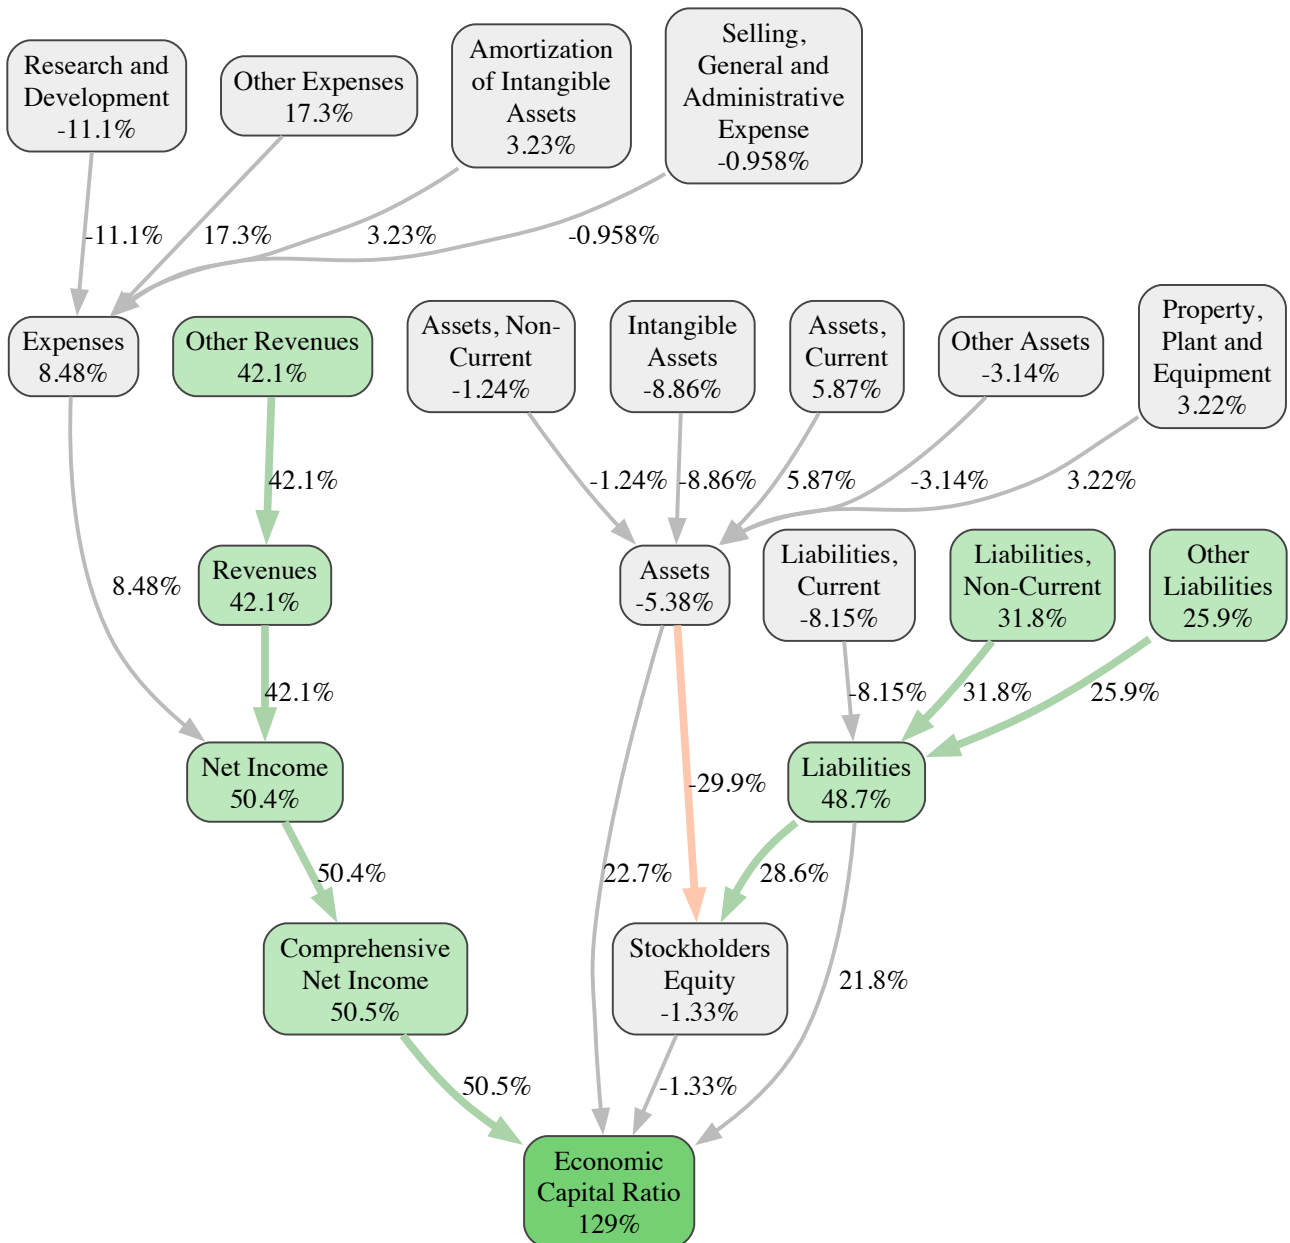 Research and
Development
-11.1%
Other Expenses
17.3%
Amortization
of Intangible
Assets
3.23%
Selling,
General and
Administrative
Expense
-0.958%
-11.1%
17.3%
3.23%
-0.958%
Expenses
8.48%
Other Revenues
42.1%
Assets, Non-
Current
-1.24%
Intangible
Assets
-8.86%
Assets,
Current
5.87%
Other Assets
-3.14%
Property,
Plant and
Equipment
3.22%
42.1%
-1.24%
-8.86%
5.87%
-3.14%
3.22%
8.48%
Revenues
42.1%
Assets
-5.38%
Liabilities,
Current
-8.15%
Liabilities,
Non-Current
31.8%
Other
Liabilities
25.9%
42.1%
-8.15%
31.8%
25.9%
Net Income
50.4%
-29.9%
Liabilities
48.7%
50.4%
22.7%
28.6%
Comprehensive
Net Income
50.5%
Stockholders
Equity
-1.33%
21.8%
50.5%
-1.33%
Economic
Capital Ratio
129%